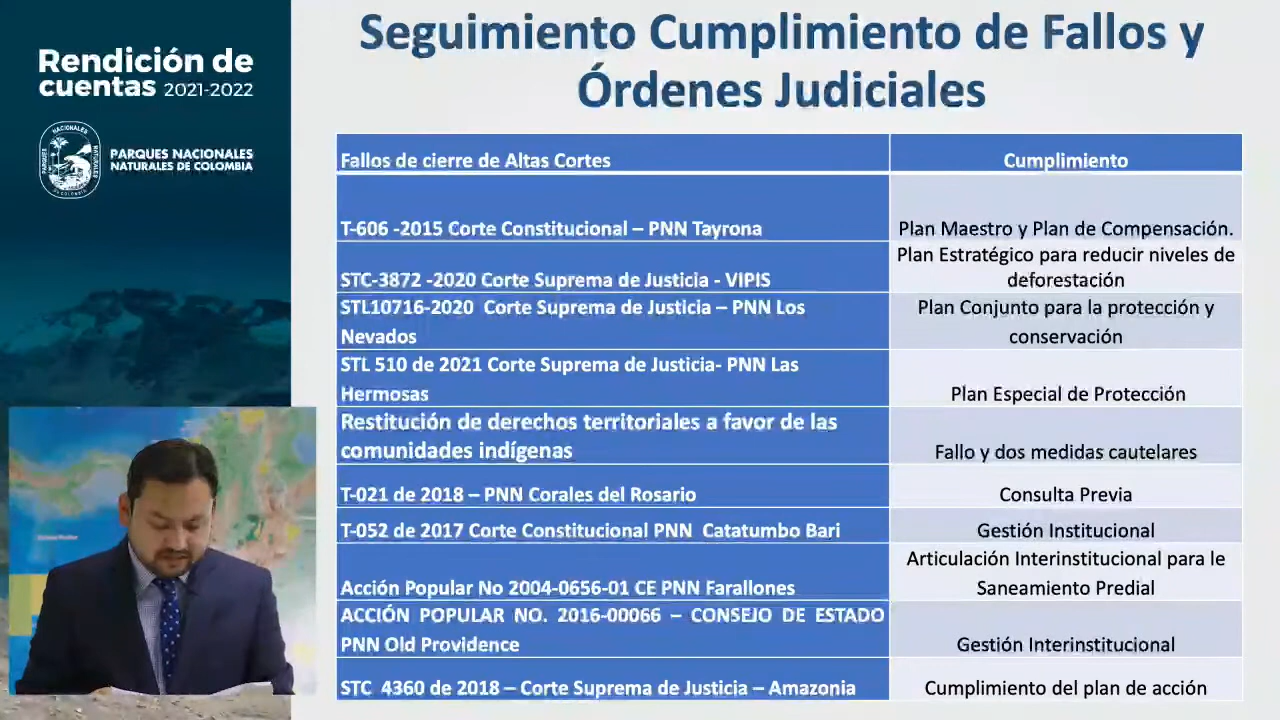 Rendición de
cuentas 2021-2022
PARQUES NACIONALES
NATURALES DE COLOMBIA
Seguimiento Cumplimiento de Fallos y
Órdenes Judiciales
Fallos de cierre de Altas Cortes
Cumplimiento
T-606 -2015 Corte Constitucional – PNN Tayrona
Plan Maestro y Plan de Compensación.
STC-3872 -2020 Corte Suprema de Justicia - VIPIS
Plan Estratégico para reducir niveles de
deforestación
STL10716-2020 Corte Suprema de Justicia – PNN Los
Nevados
Plan Conjunto para la protección y
conservación
STL 510 de 2021 Corte Suprema de Justicia- PNN Las
Hermosas
Plan Especial de Protección
Restitución de derechos territoriales a favor de las
comunidades indígenas
Fallo y dos medidas cautelares
T-021 de 2018 – PNN Corales del Rosario
Consulta Previa
T-052 de 2017 Corte Constitucional PNN Catatumbo Bari
Gestión Institucional
Acción Popular No 2004-0656-01 CE PNN Farallones
Articulación Interinstitucional para le
Saneamiento Predial
ACCIÓN POPULAR NO. 2016-00066 – CONSEJO DE ESTADO
PNN Old Providence
Gestión Interinstitucional
STC 4360 de 2018 – Corte Suprema de Justicia – Amazonia
Cumplimiento del plan de acción